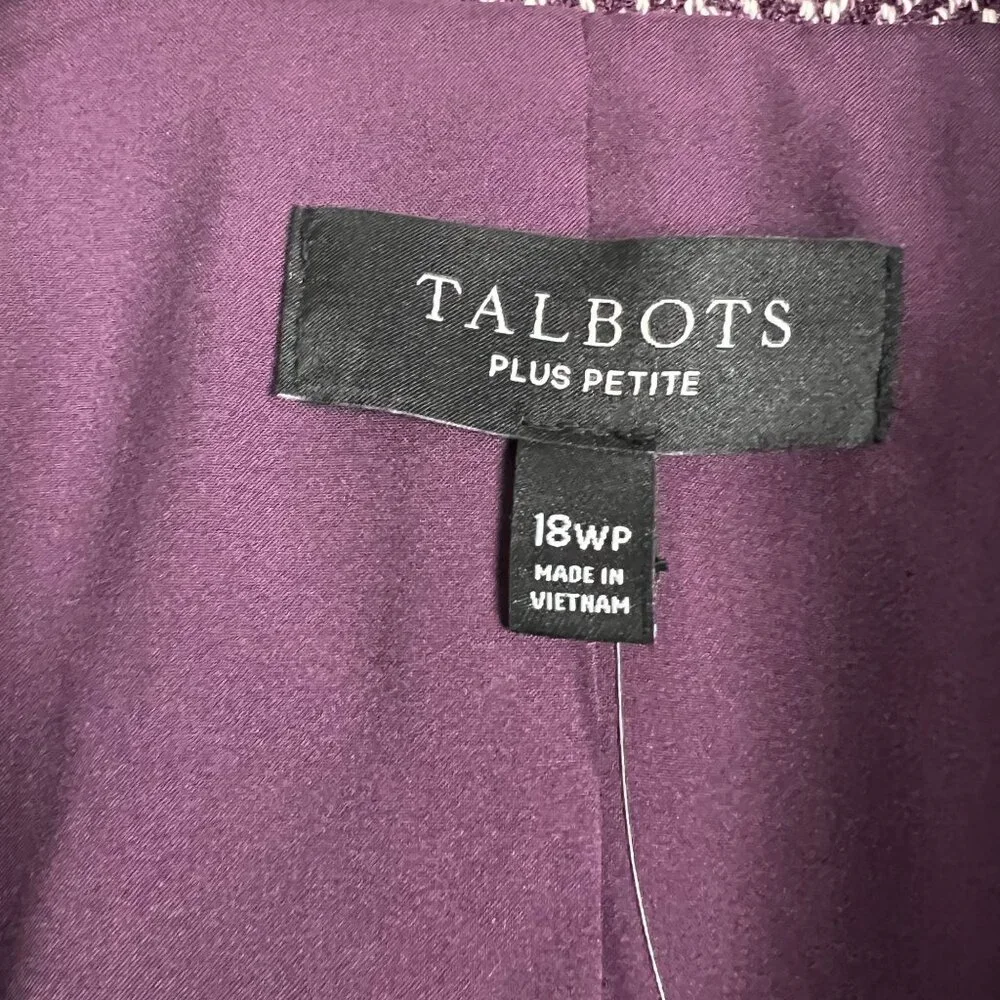 TALBOTS
PLUS PETITE
18WP
MADE IN
VIETNAM